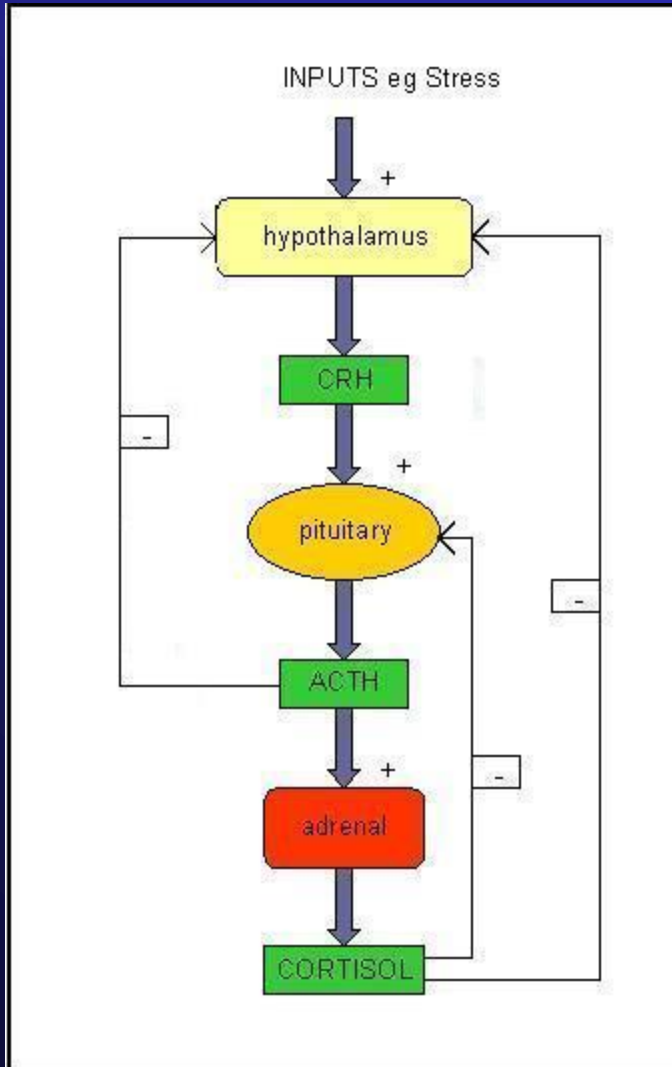 INPUTS eg Stress
+
hypothalamus
CRH
-
+
pituitary
-
ACTH
+
-
adrenal
CORTISOL